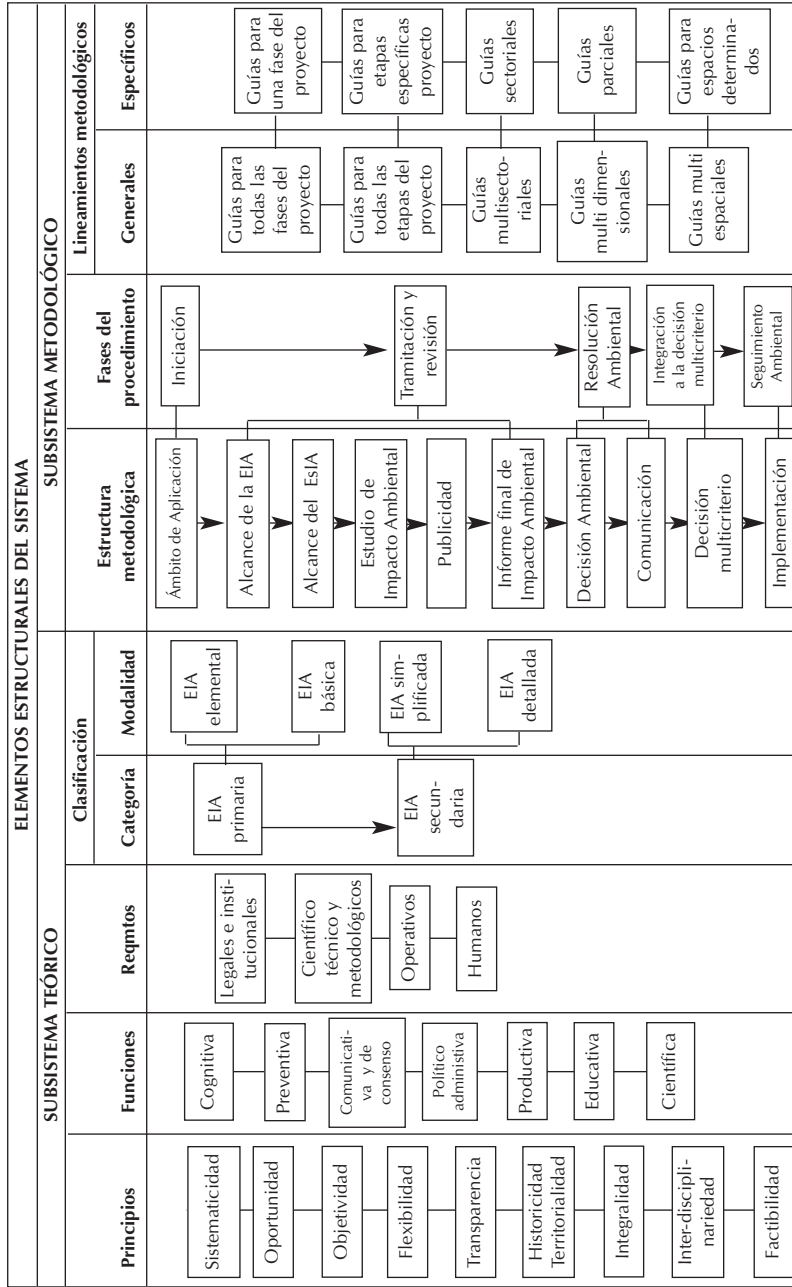 ELEMENTOS ESTRUCTURALES DEL SISTEMA
SUBSISTEMA TEÓRICO
SUBSISTEMA METODOLÓGICO
Principios
Funciones
Reqmtos
Clasificación
Categoría
Modalidad
Estructura
metodológica
Fases del
procedimiento
Lineamientos metodológicos
Generales
Específicos
Sistematicidad
Oportunidad
Objetividad
Flexibilidad
Transparencia
Historicidad
Territorialidad
Integralidad
Inter-discipli-
nariedad
Factibilidad
Cognitiva
Preventiva
Comunicati-
va y de
consenso
Político
administiva
Productiva
Educativa
Científica
Legales e insti-
tucionales
Científico
técnico y
metodológicos
Operativos
Humanos
EIA
primaria
EIA
secun-
daria
EIA
elemental
EIA
básica
EIA sim-
plificada
EIA
detallada
Ámbito de Aplicación
Alcance de la EIA
Alcance del EsIA
Estudio de
Impacto Ambiental
Publicidad
Informe final de
Impacto Ambiental
Decisión Ambiental
Comunicación
Decisión
multicriterio
Implementación
Iniciación
Tramitación y
revisión
Resolución
Ambiental
Integración
a la decisión
multicriterio
Seguimiento
Ambiental
Guías para
todas las
fases del
proyecto
Guías para
todas las
etapas del
proyecto
Guías
multisecto-
riales
Guías
multi dimen-
sionales
Guías multi
espaciales
Guías para
una fase del
proyecto
Guías para
etapas
específicas
proyecto
Guías
sectoriales
Guías
parciales
Guías para
espacios
determina-
dos